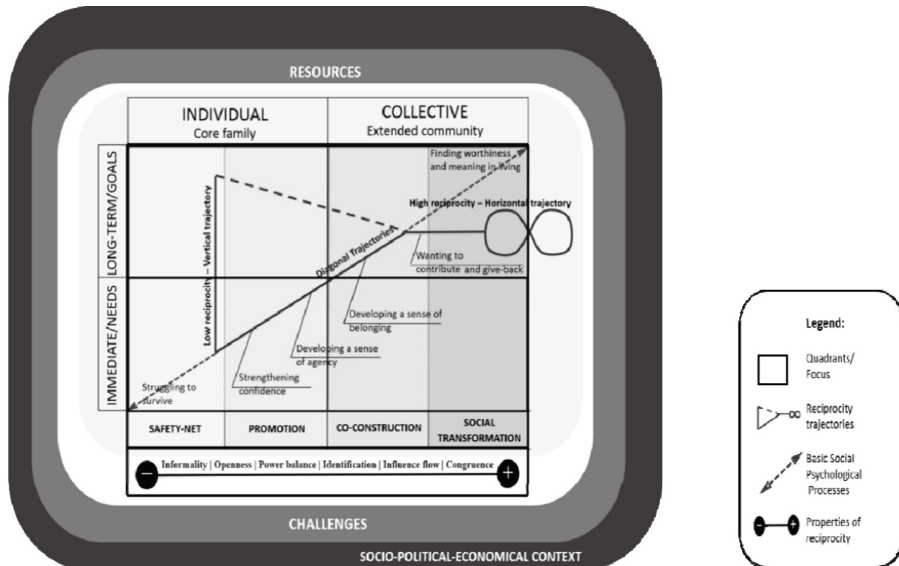 RESOURCES
INDIVIDUAL
Core family
COLLECTIVE
Extended community
LONG-TERM/GOALS
IMMEDIATE/NEEDS
Finding worthiness
and meaning in living
High reciprocity – Horizontal trajectory
Low reciprocity – Vertical trajectory
Diagonal Trajectories
Wanting to
contribute and give-back
Developing a sense of
belonging
Developing a sense
of agency
Strengthening
confidence
Struggling to
survive
SAFETY-NET
PROMOTION
CO-CONSTRUCTION
SOCIAL
TRANSFORMATION
Informality | Openness | Power balance | Identification | Influence flow | Congruence
CHALLENGES
SOCIO-POLITICAL-ECONOMICAL CONTEXT
Legend:
Quadrants/
Focus
Reciprocity
trajectories
Basic Social
Psychological
Processes
Properties of
reciprocity